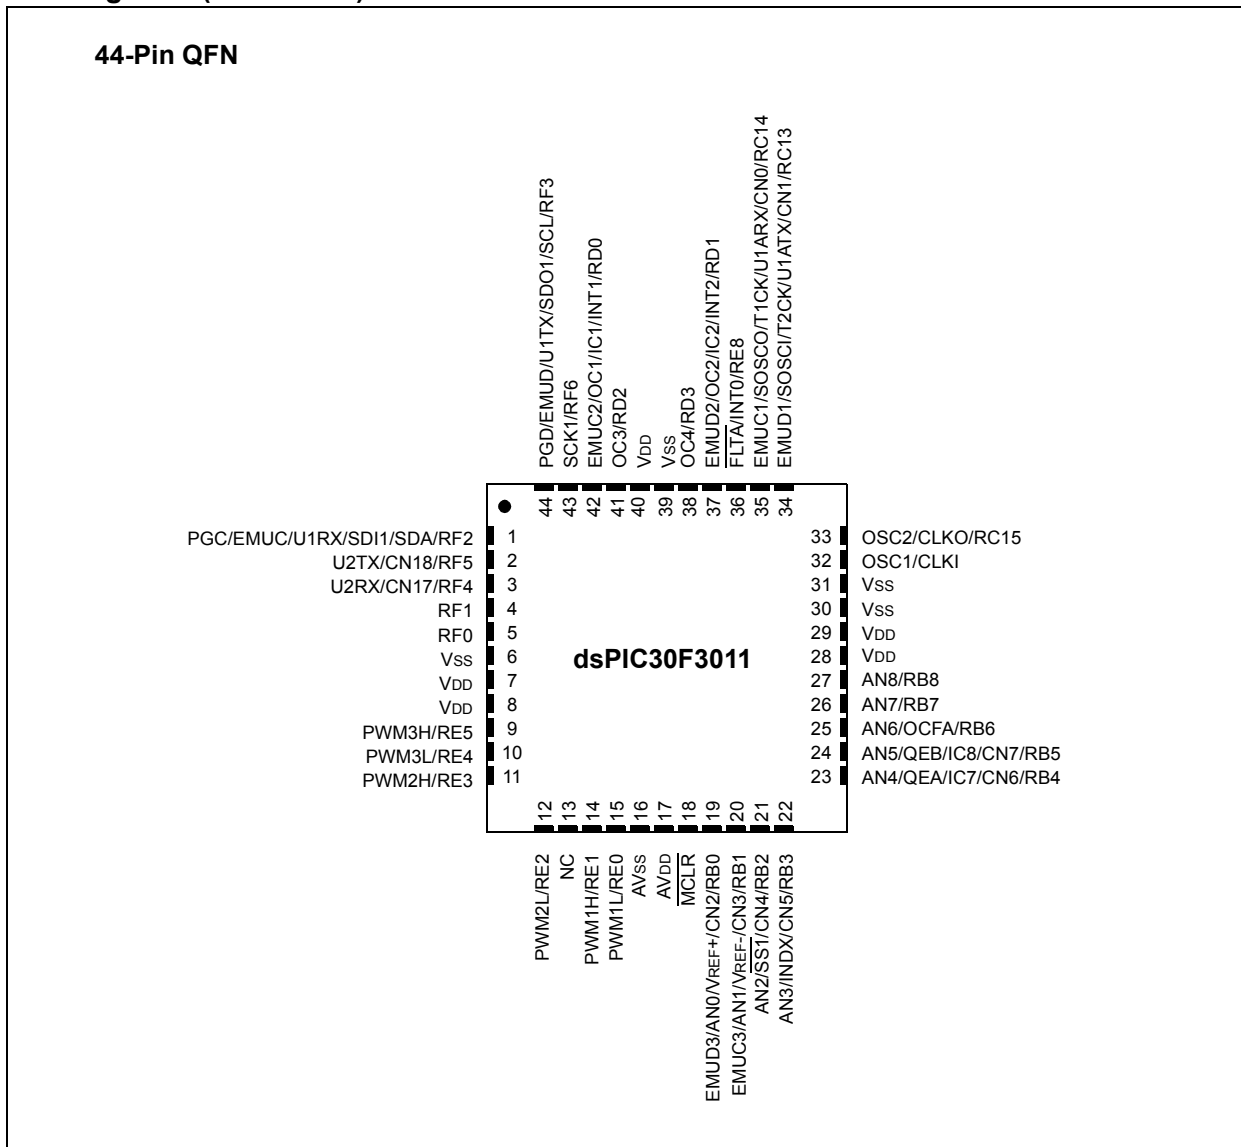 44-Pin QFN
PGD/EMUD/U1TX/SDO1/SCL/RF3
SCK1/RF6
EMUC2/OC1/IC1/INT1/RD0
OC3/RD2
VDD
VSS
OC4/RD3
EMUD2/OC2/IC2/INT2/RD1
FLTA/INT0/RE8
EMUC1/SOSCO/T1CK/U1ARX/CN0/RC14
EMUD1/SOSCI/T2CK/U1ATX/CN1/RC13
44 43 42 41 40 39 38 37 36 35 34
PGC/EMUC/U1RX/SDI1/SDA/RF2 1
U2TX/CN18/RF5 2
U2RX/CN17/RF4 3
RF1 4
RF0 5
VSS 6
VDD 7
VDD 8
PWM3H/RE5 9
PWM3L/RE4 10
PWM2H/RE3 11
dsPIC30F3011
33 OSC2/CLKO/RC15
32 OSC1/CLKI
31 VSS
30 VSS
29 VDD
28 VDD
27 AN8/RB8
26 AN7/RB7
25 AN6/OCFA/RB6
24 AN5/QEB/IC8/CN7/RB5
23 AN4/QEA/IC7/CN6/RB4
12 13 14 15 16 17 18 19 20 21 22
PWM2L/RE2
NC
PWM1H/RE1
PWM1L/RE0
AVSS
AVDD
MCLR
EMUD3/AN0/VREF+/CN2/RB0
EMUC3/AN1/VREF-/CN3/RB1
AN2/SS1/CN4/RB2
AN3/INDX/CN5/RB3